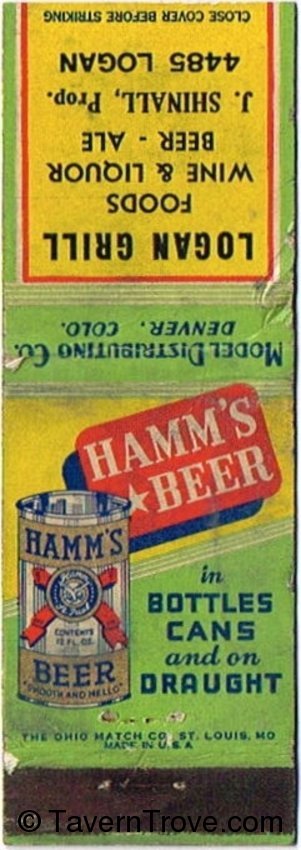 LOGAN GRILL
FOODS
WINE & LIQUOR
BEER - ALE
J. SHINALL, Prop.
4485 LOGAN
CLOSE COVER BEFORE STRIKING
MODEL DISTRIBUTING CO.
DENVER, COLO.
HAMM'S
BEER
HAMM'S
CONTENTS
12 FL. OZ.
BEER
SMOOTH AND MELLOW
in
BOTTLES
CANS
and on
DRAUGHT
THE OHIO MATCH CO. ST. LOUIS, MO
MADE IN U.S.A
© TavernTrove.com